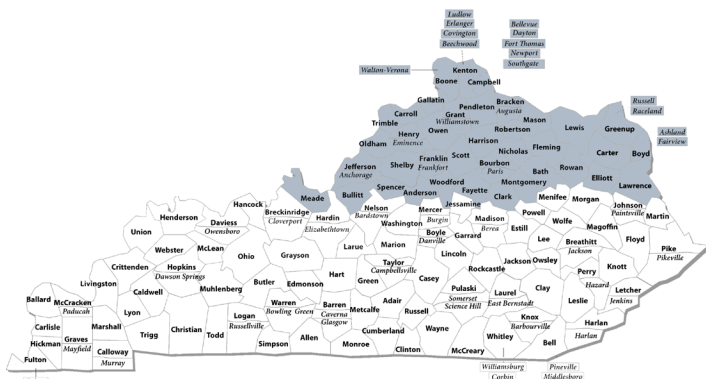 Ludlow
Erlanger
Covington
Beechwood
Bellevue
Dayton
Fort Thomas
Newport
Southgate
Walton-Verona
Kenton
Boone
Campbell
Gallatin
Pendleton
Bracken
Augusta
Russell
Raceland
Carroll
Grant
Williamstown
Mason
Trimble
Owen
Robertson
Lewis
Greenup
Ashland
Fairview
Henry
Eminence
Harrison
Oldham
Nicholas
Fleming
Carter
Boyd
Jefferson
Anchorage
Shelby
Franklin
Frankfort
Scott
Bourbon
Paris
Bath
Rowan
Elliott
Spencer
Woodford
Montgomery
Lawrence
Meade
Bullitt
Anderson
Fayette
Clark
Hancock
Breckinridge
Cloverport
Hardin
Elizabethtown
Nelson
Bardstown
Mercer
Burgin
Jessamine
Madison
Berea
Powell
Menifee
Morgan
Johnson
Paintsville
Martin
Henderson
Daviess
Owensboro
Washington
Estill
Wolfe
Magoffin
Union
Boyle
Danville
Garrard
Lee
Breathitt
Jackson
Floyd
Webster
McLean
Ohio
Grayson
Larue
Marion
Lincoln
Jackson
Owsley
Pike
Pikeville
Crittenden
Hopkins
Dawson Springs
Hart
Taylor
Campbellsville
Casey
Rockcastle
Perry
Hazard
Knott
Livingston
Caldwell
Muhlenberg
Butler
Edmonson
Green
Pulaski
Somerset
Science Hill
Laurel
East Bernstadt
Clay
Leslie
Letcher
Jenkins
Ballard
McCracken
Paducah
Lyon
Warren
Bowling Green
Barren
Caverna
Glasgow
Metcalfe
Adair
Russell
Knox
Barbourville
Harlan
Harlan
Carlisle
Marshall
Trigg
Christian
Todd
Logan
Russellville
Simpson
Allen
Monroe
Cumberland
Clinton
Wayne
McCreary
Whitley
Bell
Hickman
Graves
Mayfield
Calloway
Murray
Fulton
Williamsburg
Corbin
Pineville
Middlesboro